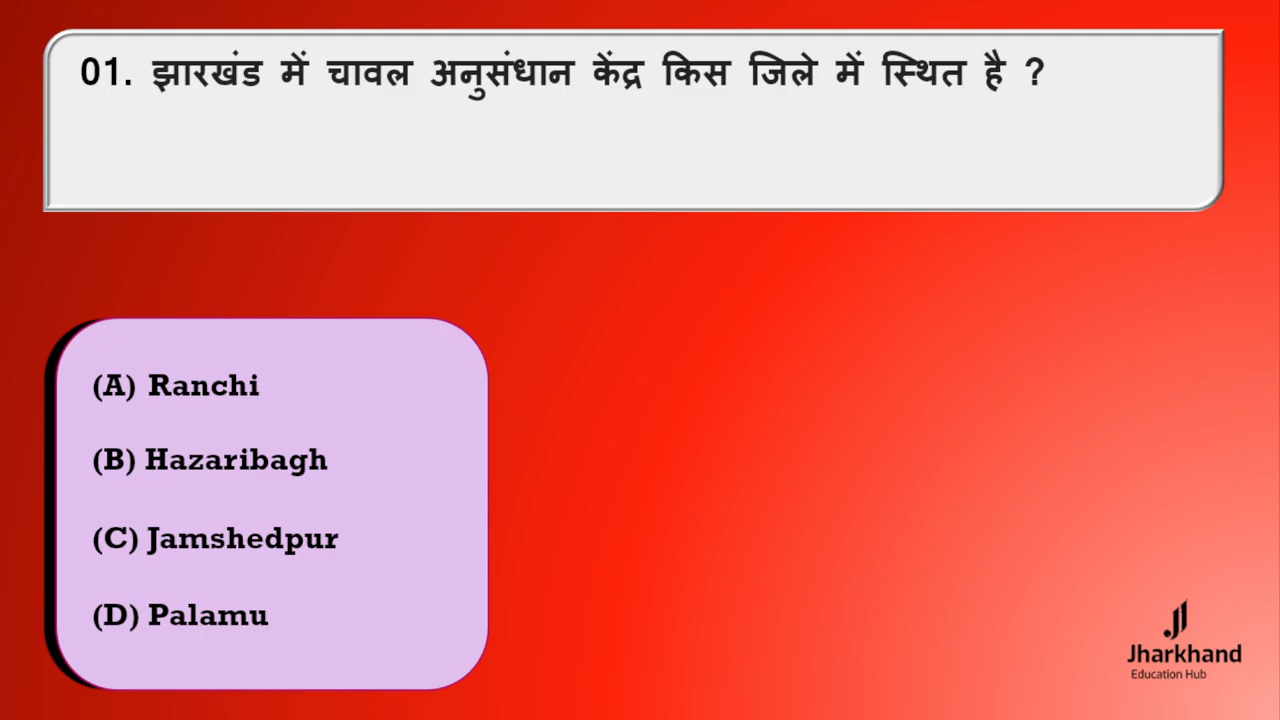 01. झारखंड में चावल अनुसंधान केंद्र किस जिले में स्थित है ?
(A) Ranchi
(B) Hazaribagh
(C) Jamshedpur
(D) Palamu
Jharkhand
Education Hub